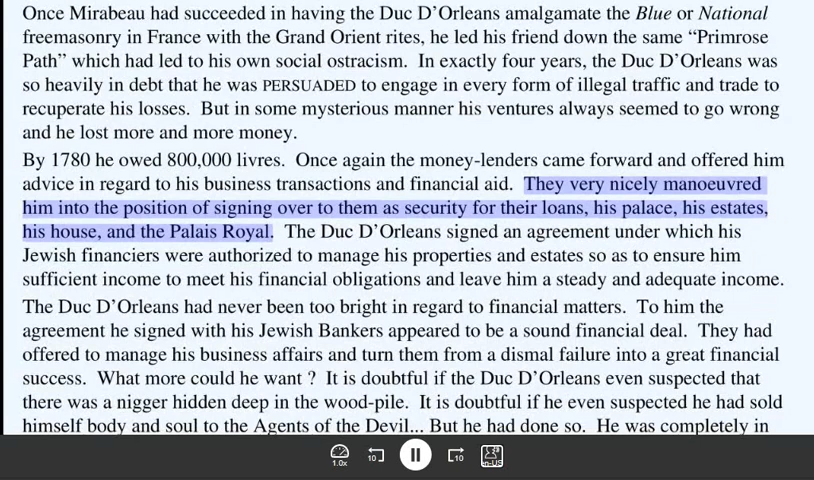 Once Mirabeau had succeeded in having the Duc D’Orleans amalgamate the Blue or National
freemasonry in France with the Grand Orient rites, he led his friend down the same “Primrose
Path” which had led to his own social ostracism. In exactly four years, the Duc D’Orleans was
so heavily in debt that he was PERSUADED to engage in every form of illegal traffic and trade to
recuperate his losses. But in some mysterious manner his ventures always seemed to go wrong
and he lost more and more money.
By 1780 he owed 800,000 livres. Once again the money-lenders came forward and offered him
advice in regard to his business transactions and financial aid. They very nicely manoeuvred
him into the position of signing over to them as security for their loans, his palace, his estates,
his house, and the Palais Royal. The Duc D’Orleans signed an agreement under which his
Jewish financiers were authorized to manage his properties and estates so as to ensure him
sufficient income to meet his financial obligations and leave him a steady and adequate income.
The Duc D’Orleans had never been too bright in regard to financial matters. To him the
agreement he signed with his Jewish Bankers appeared to be a sound financial deal. They had
offered to manage his business affairs and turn them from a dismal failure into a great financial
success. What more could he want ? It is doubtful if the Duc D’Orleans even suspected that
there was a nigger hidden deep in the wood-pile. It is doubtful if he even suspected he had sold
himself body and soul to the Agents of the Devil... But he had done so. He was completely in
1.0x
10
10
en-US